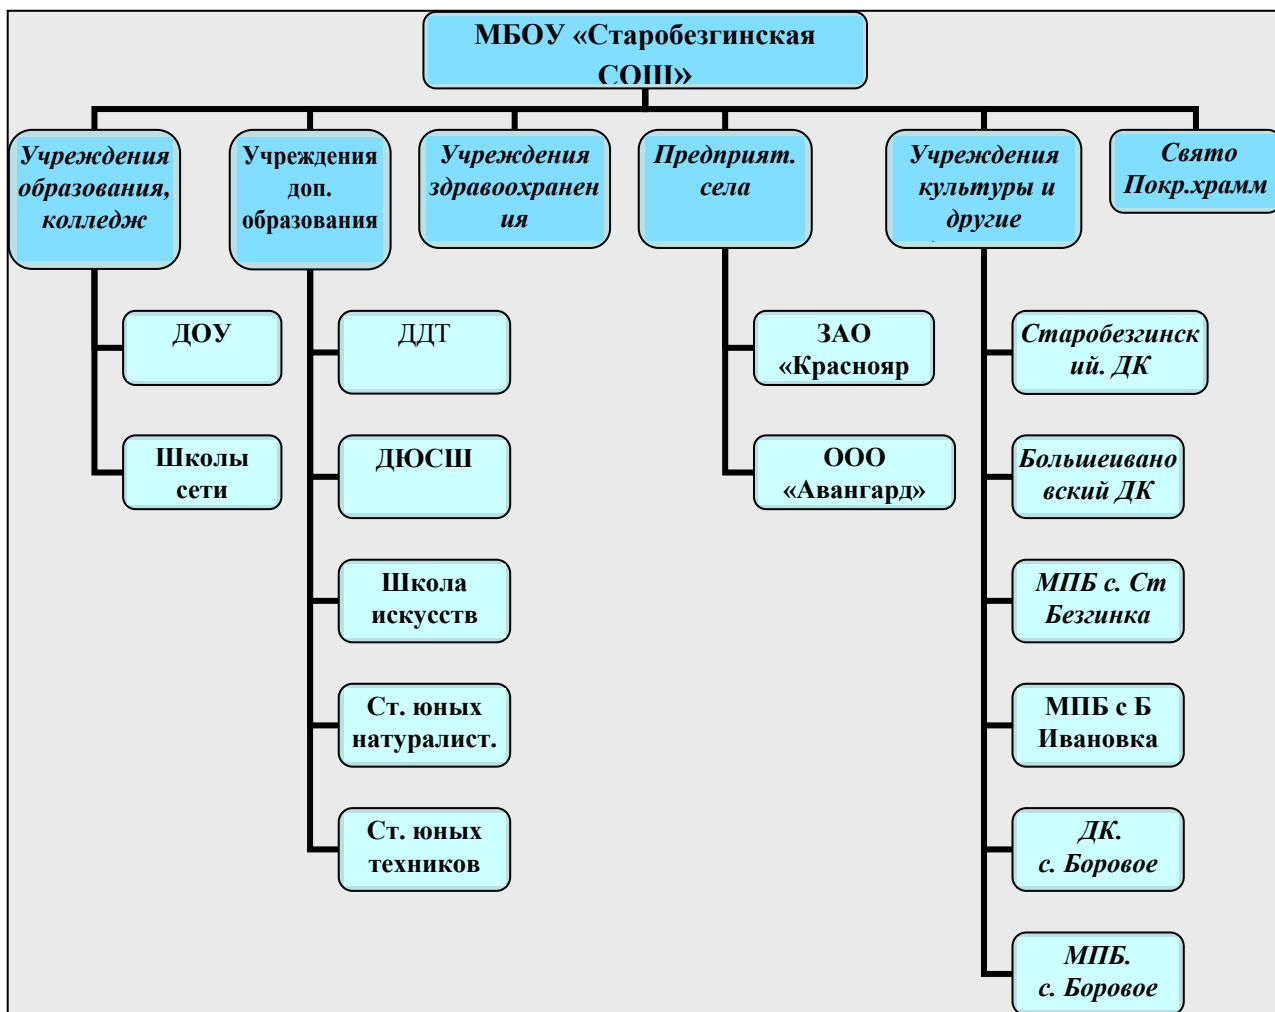 МБОУ «Старобезгинская
СОШ»
Учреждения
образования,
колледж
Учреждения
доп.
образования
Учреждения
здравоохранен
ия
Предприят.
села
Учреждения
культуры и
другие
Свято
Покр.храмм
ДОУ
Школы
сети
ДДТ
ДЮСШ
Школа
искусств
Ст. юных
натуралист.
Ст. юных
техников
ЗАО
«Краснояр
ООО
«Авангард»
Старобезгинск
ий. ДК
Большеивано
вский ДК
МПБ с. Ст
Безгинка
МПБ с Б
Ивановка
ДК.
с. Боровое
МПБ.
с. Боровое